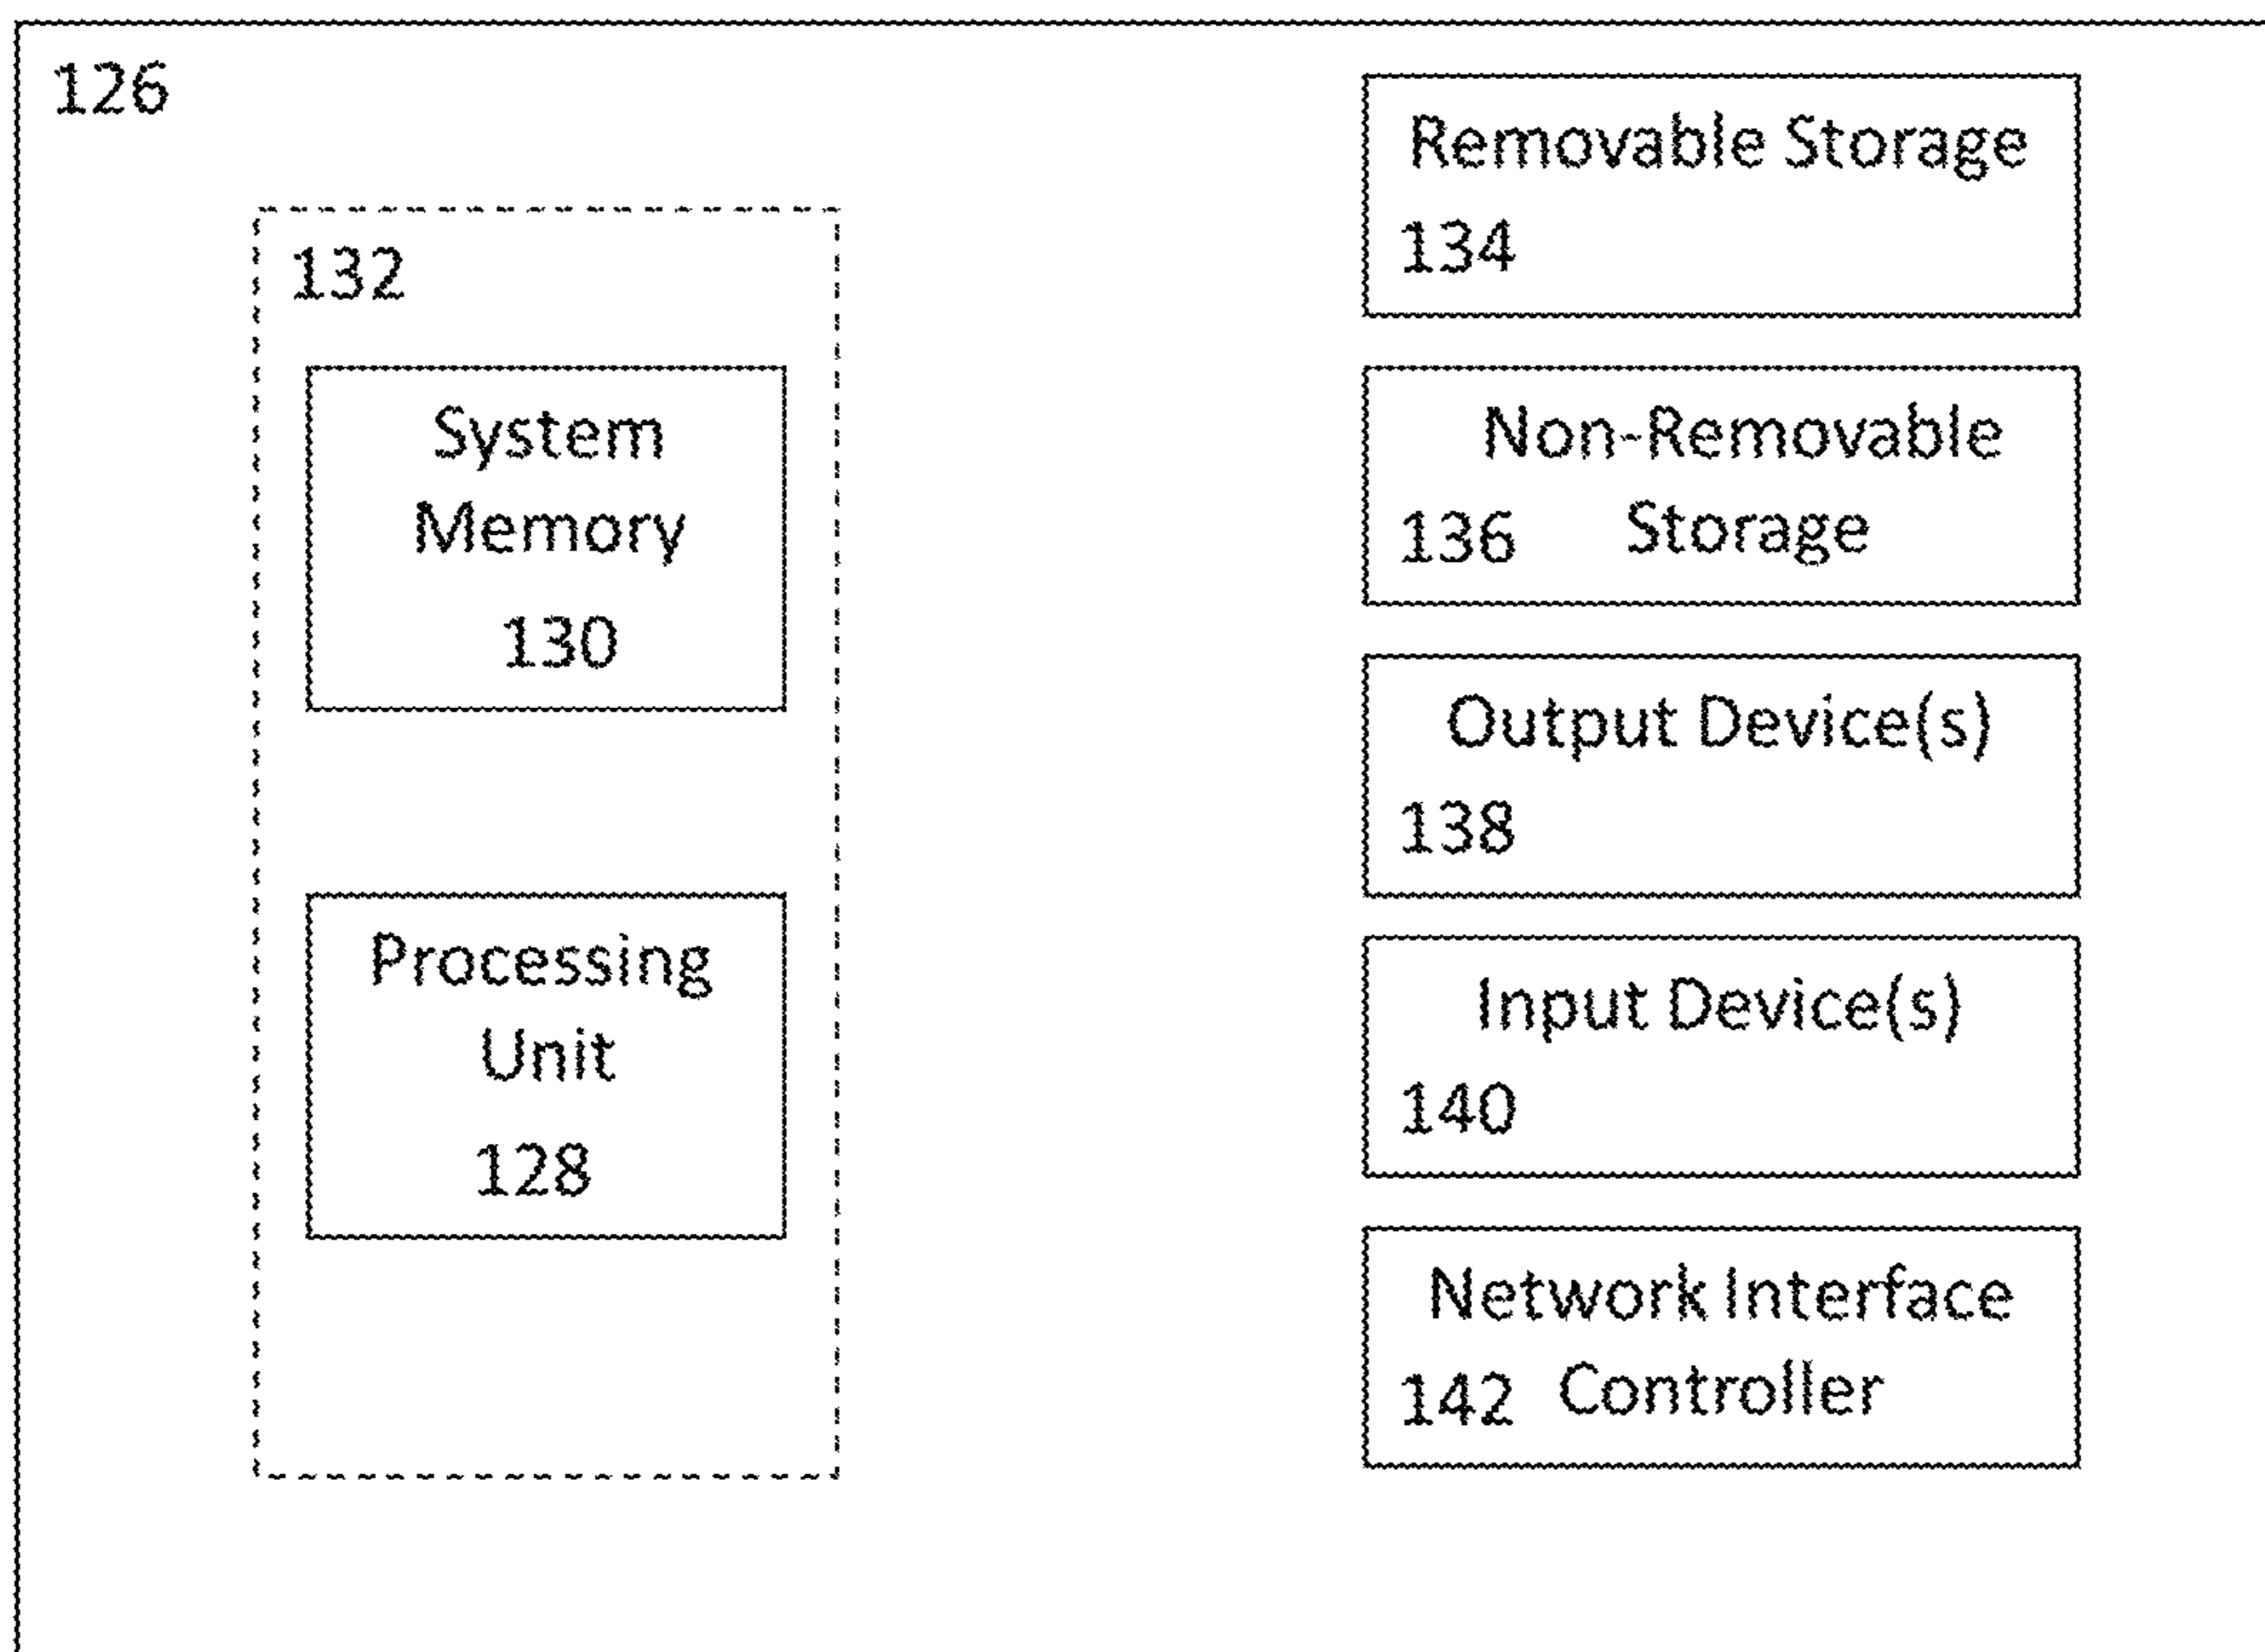 126
132
System
Memory
130
Processing
Unit
128
Removable Storage
134
Non-Removable
136 Storage
Output Device(s)
138
Input Device(s)
140
Network Interface
142 Controller